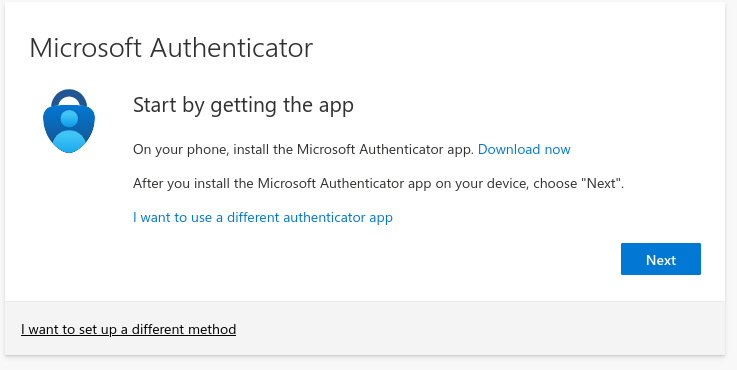 Microsoft Authenticator
Start by getting the app
On your phone, install the Microsoft Authenticator app. Download now
After you install the Microsoft Authenticator app on your device, choose "Next".
I want to use a different authenticator app
Next
I want to set up a different method